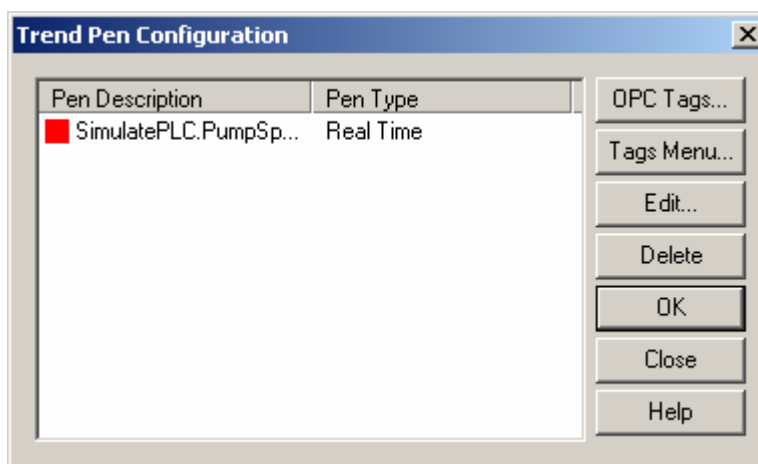 Trend Pen Configuration
Pen Description Pen Type
SimulatePLC.PumpSp... Real Time
OPC Tags...
Tags Menu...
Edit...
Delete
OK
Close
Help